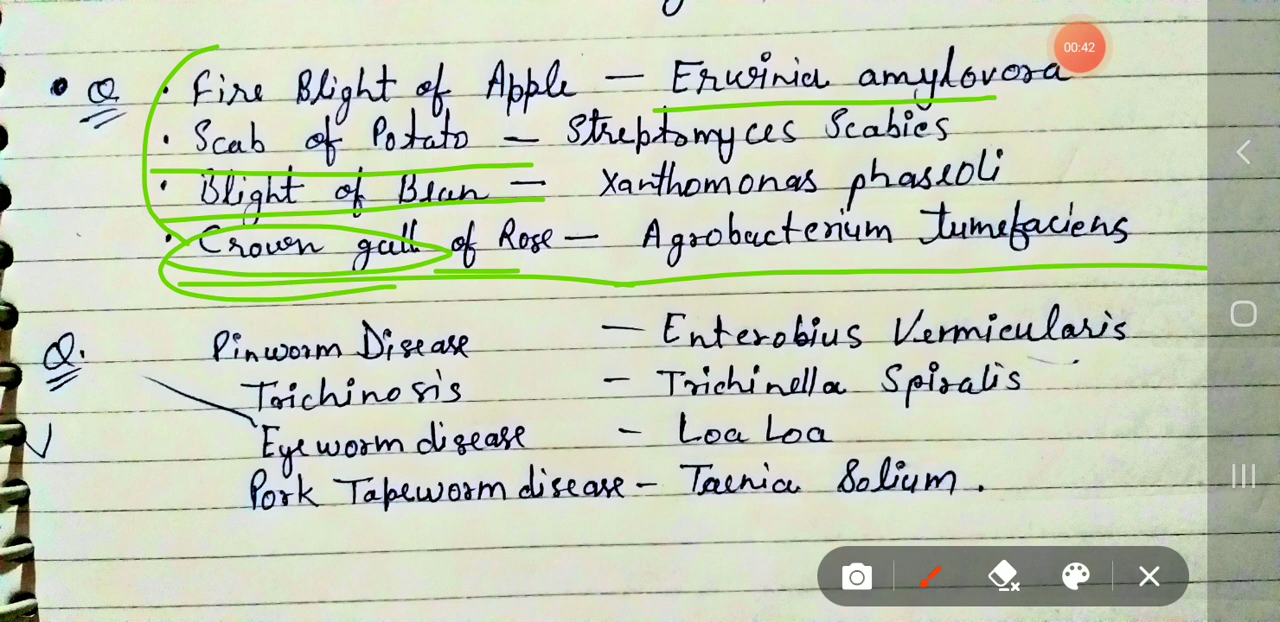 00:42
• Q. • Fire Blight of Apple — Erwinia amylovora
• Scab of Potato — Streptomyces Scabies
• Blight of Bean — Xanthomonas phaseoli
• Crown gall of Rose — Agrobacterium tumefaciens
Q. Pinworm Disease — Enterobius Vermicularis
Trichinosis — Trichinella Spiralis
Eye worm disease — Loa Loa
Pork Tapeworm disease — Taenia Solium.